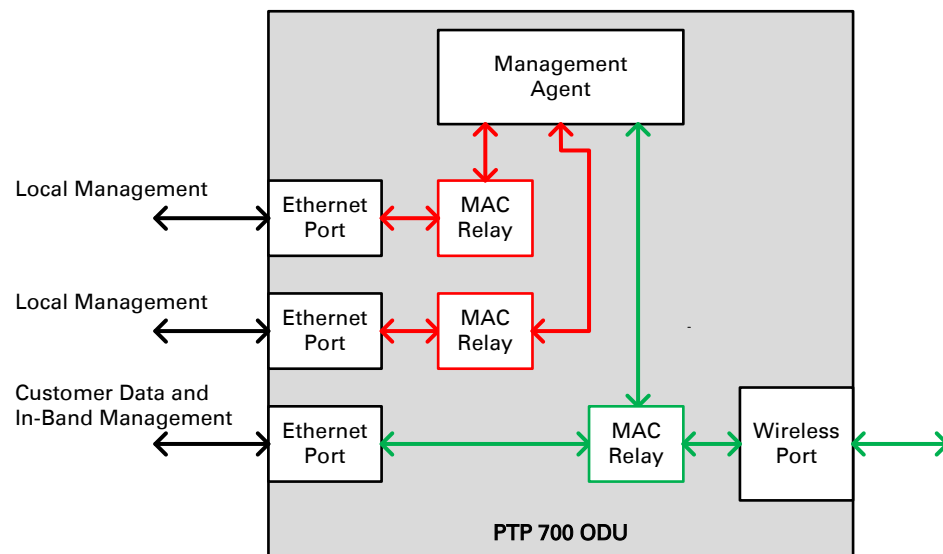 Management
Agent
Local Management
Ethernet
Port
MAC
Relay
Local Management
Ethernet
Port
MAC
Relay
Customer Data and
In-Band Management
Ethernet
Port
MAC
Relay
Wireless
Port
PTP 700 ODU